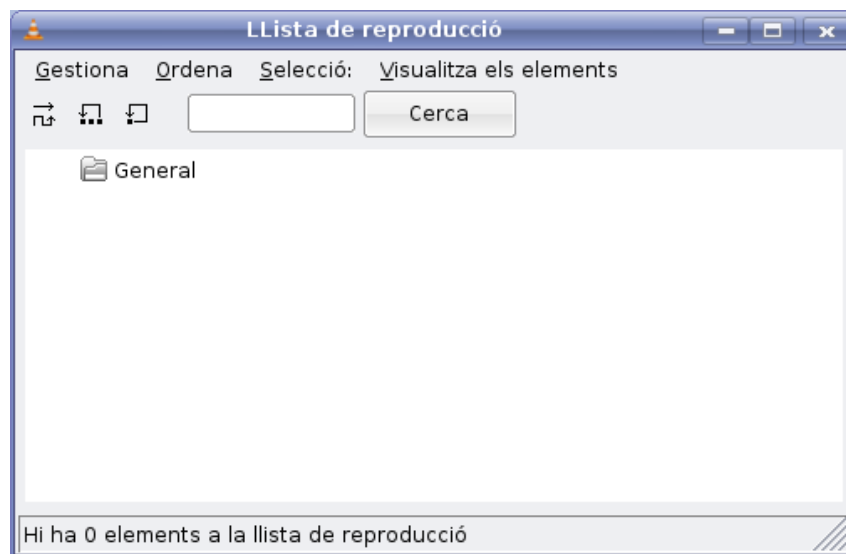 LLista de reproducció
Gestiona Ordena Selecció: Visualitza els elements
Cerca
General
Hi ha 0 elements a la llista de reproducció